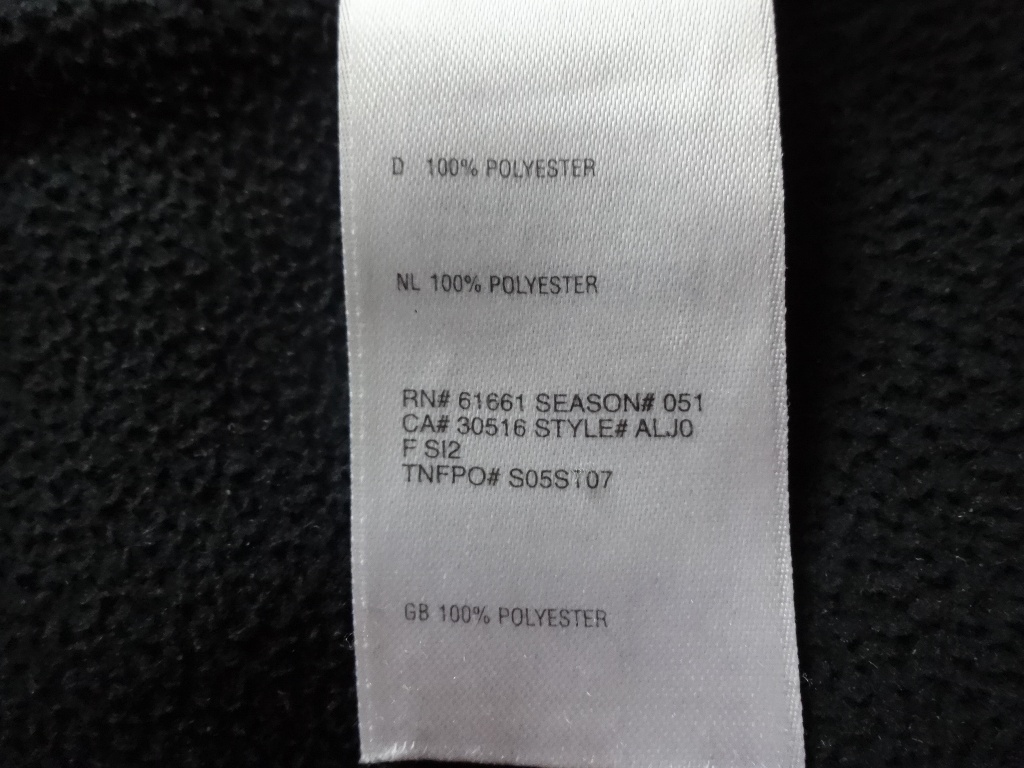 D 100% POLYESTER
NL 100% POLYESTER
RN# 61661 SEASON# 051
CA# 30516 STYLE# ALJ0
F SI2
TNFPO# S05ST07
GB 100% POLYESTER